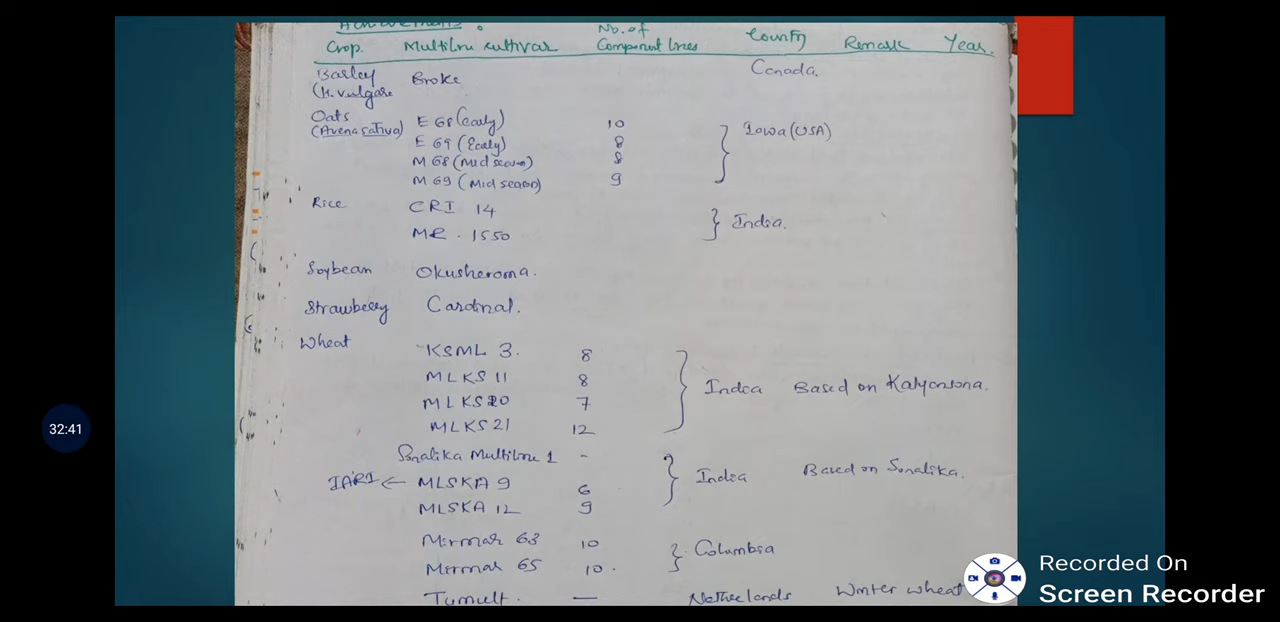 Achivements :
Crop. Multiline cultivar No. of Component lines Country Remark Year.
Barley (H. vulgare Broke Canada.
Oats (Avena sativa) E 68 (early) 10 Iowa (USA)
E 69 (Early) 8
M 68 (Mid season) 8
M 69 (Mid season) 9
Rice CRI 14 India.
MR. 1550
Soybean Okusheroma.
Strawberry Cardinal.
Wheat KSML 3. 8
MLKS 11 8 India Based on Kalyansona.
MLKS 20 7
MLKS 21 12
Sonalika Multiline 1 - India Based on Sonalika.
IARI ← MLSKA 9 6
MLSKA 12 9
Mirmar 63 10 Columbia
Mirmar 65 10.
Tumult. — Netherlands Winter wheat
32:41
Recorded On
Screen Recorder